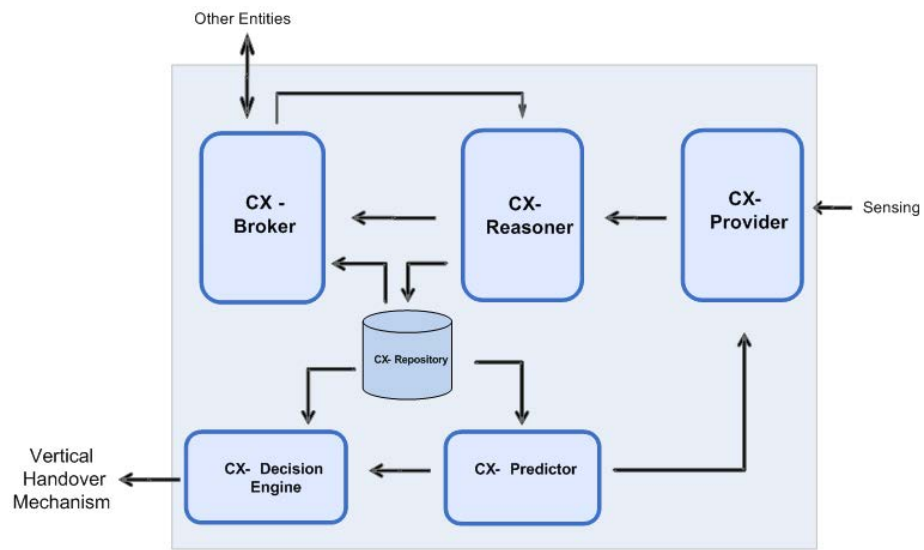 Other Entities
CX -
Broker
CX-
Reasoner
CX-
Provider
Sensing
CX- Repository
CX- Decision
Engine
CX- Predictor
Vertical
Handover
Mechanism